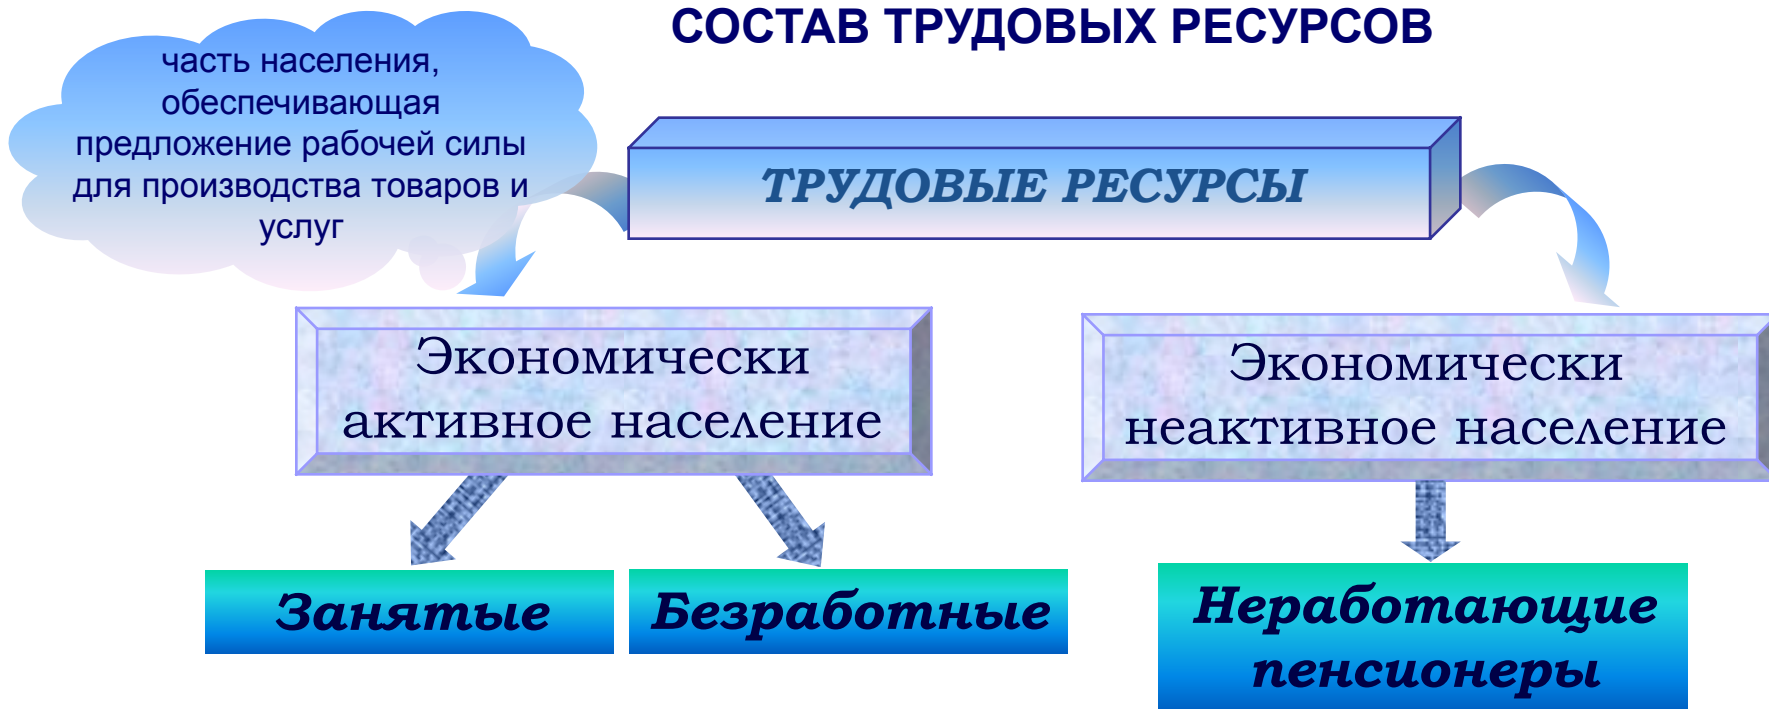 СОСТАВ ТРУДОВЫХ РЕСУРСОВ
часть населения,
обеспечивающая
предложение рабочей силы
для производства товаров и
услуг
ТРУДОВЫЕ РЕСУРСЫ
Экономически
активное население
Экономически
неактивное население
Занятые
Безработные
Неработающие
пенсионеры